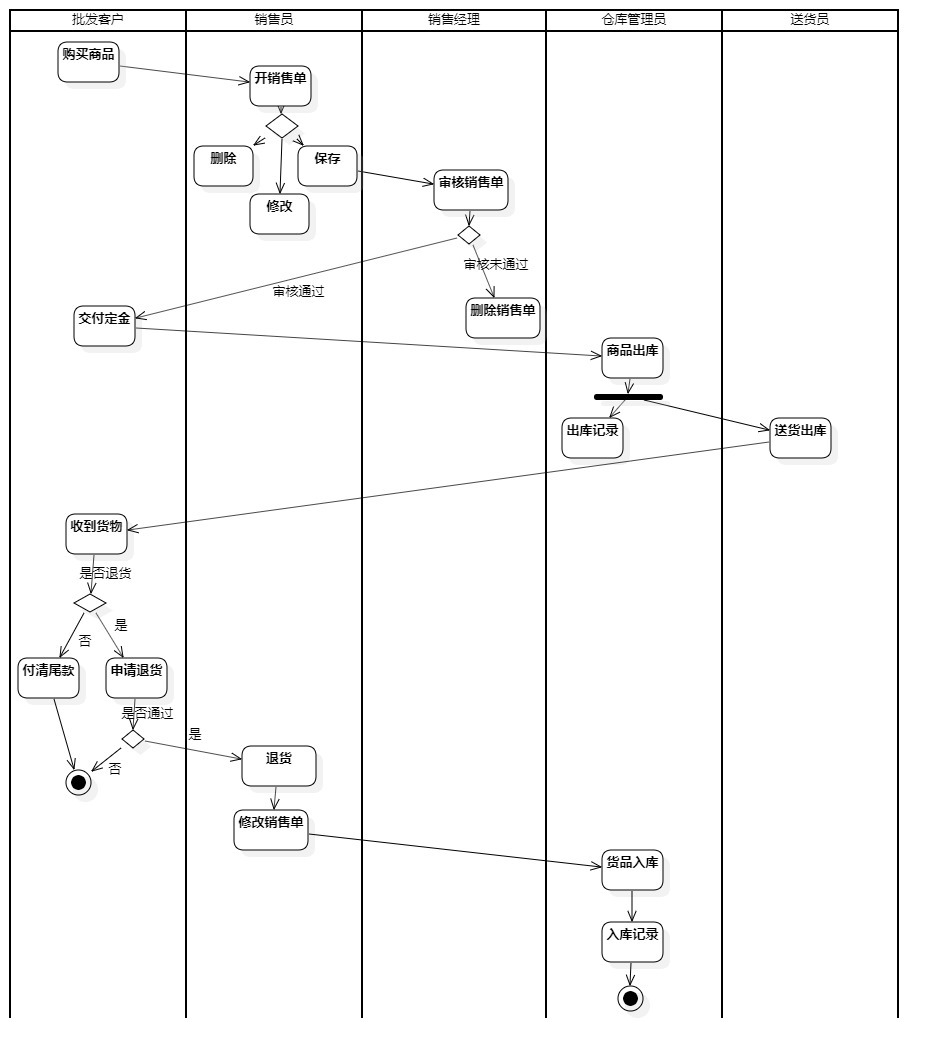 批发客户
销售员
销售经理
仓库管理员
送货员
购买商品
开销售单
删除
保存
修改
审核销售单
审核未通过
审核通过
删除销售单
交付定金
商品出库
出库记录
送货出库
收到货物
是否退货
是
否
付清尾款
申请退货
是否通过
是
否
退货
修改销售单
货品入库
入库记录